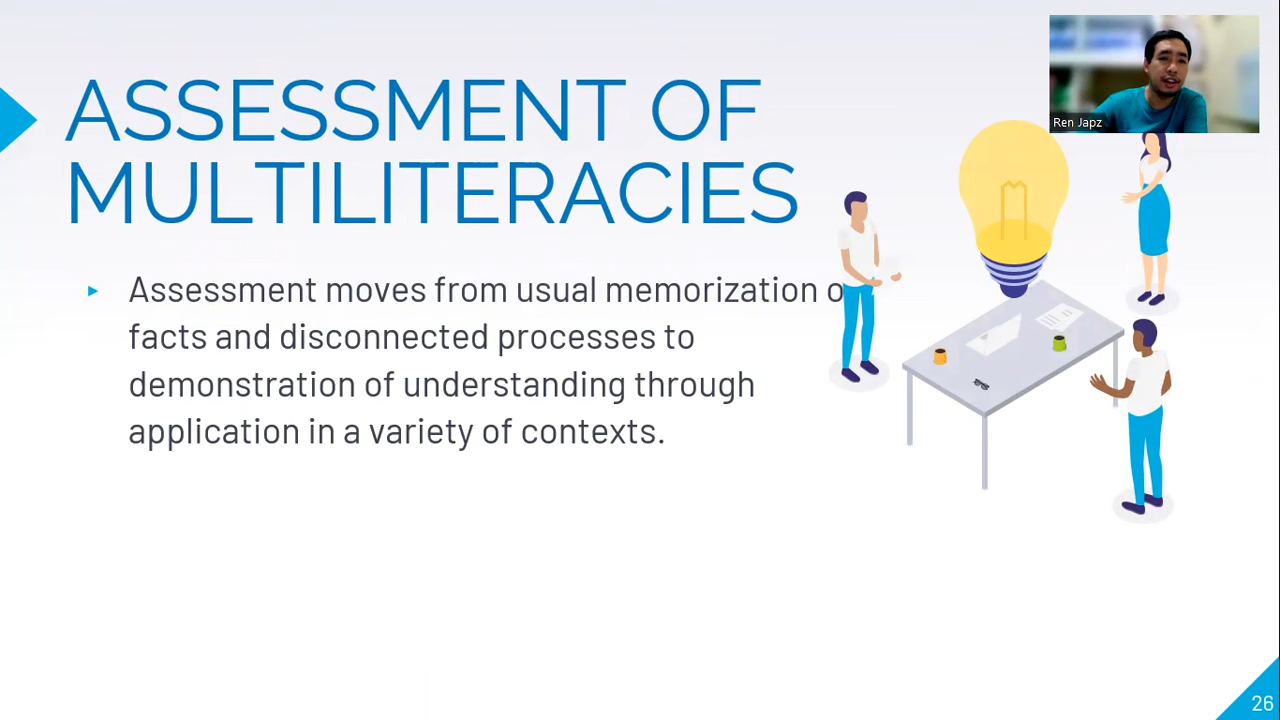 ASSESSMENT OF
MULTILITERACIES
Ren Japz
▸ Assessment moves from usual memorization o
facts and disconnected processes to
demonstration of understanding through
application in a variety of contexts.
26